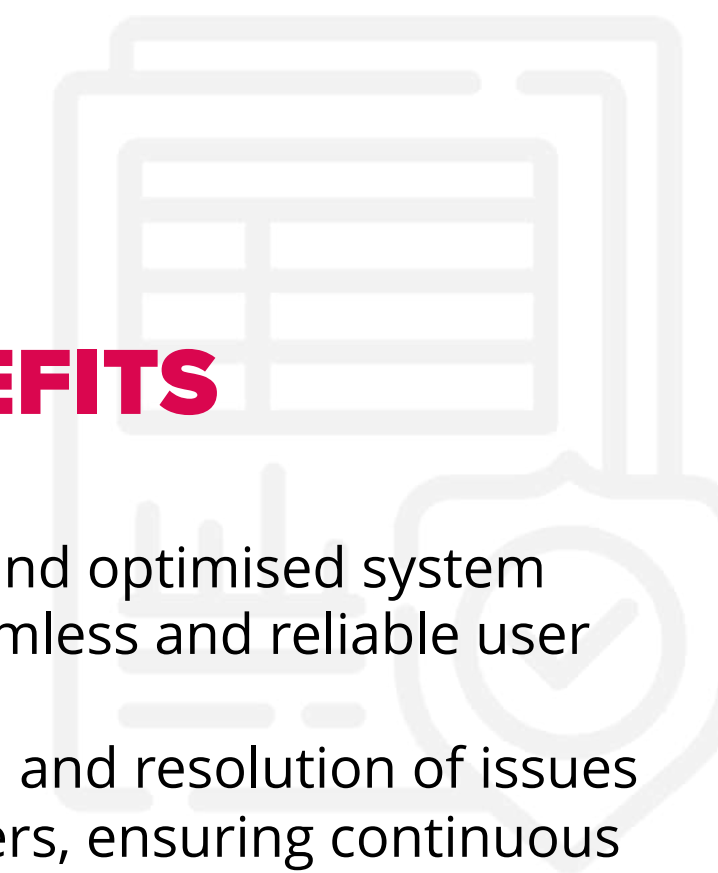 EFITS
nd optimised system
mless and reliable user
and resolution of issues
ers, ensuring continuous